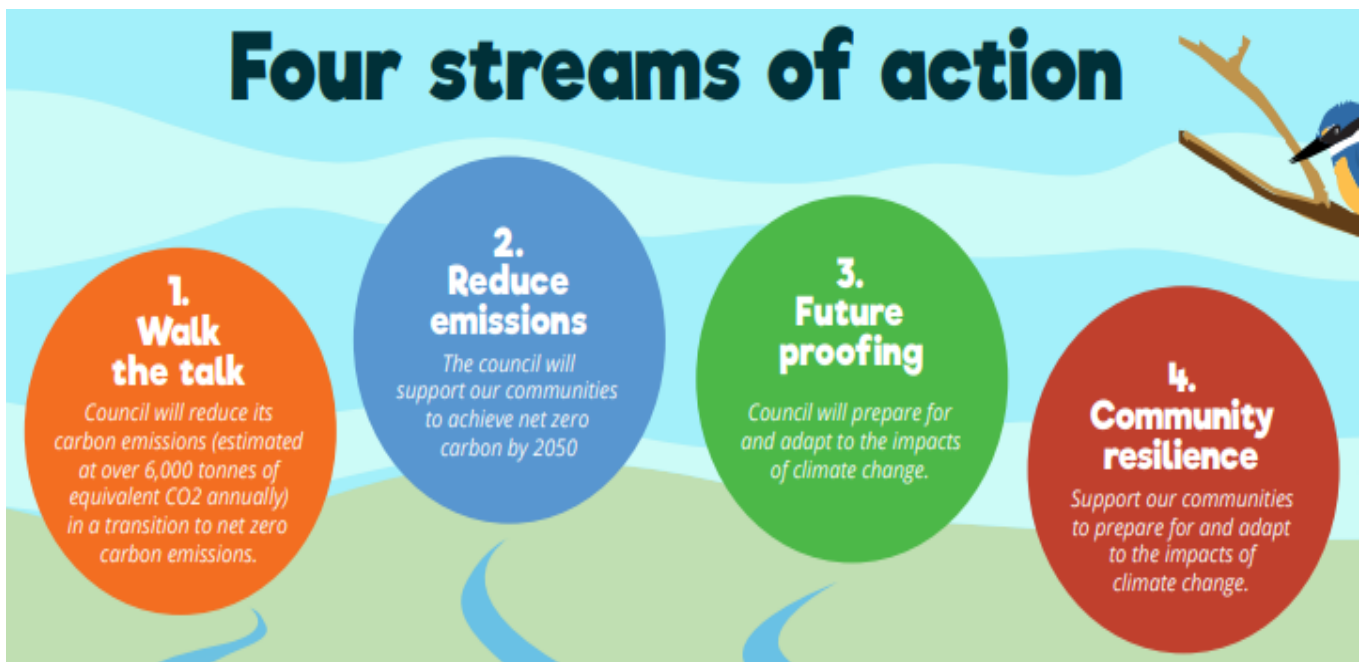 Four streams of action
1.
Walk
the talk
Council will reduce its
carbon emissions (estimated
at over 6,000 tonnes of
equivalent CO2 annually)
in a transition to net zero
carbon emissions.
2.
Reduce
emissions
The council will
support our communities
to achieve net zero
carbon by 2050
3.
Future
proofing
Council will prepare for
and adapt to the impacts
of climate change.
4.
Community
resilience
Support our communities
to prepare for and adapt
to the impacts of
climate change.